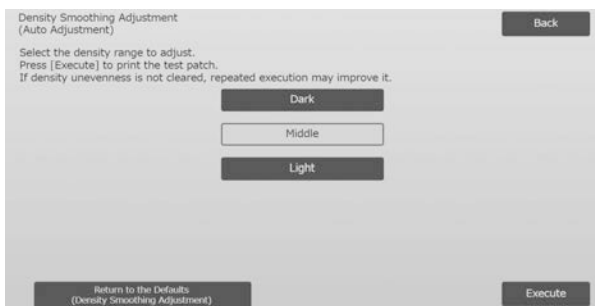 Density Smoothing Adjustment
(Auto Adjustment)
Back
Select the density range to adjust.
Press [Execute] to print the test patch.
If density unevenness is not cleared, repeated execution may improve it.
Dark
Middle
Light
Return to the Defaults
(Density Smoothing Adjustment)
Execute